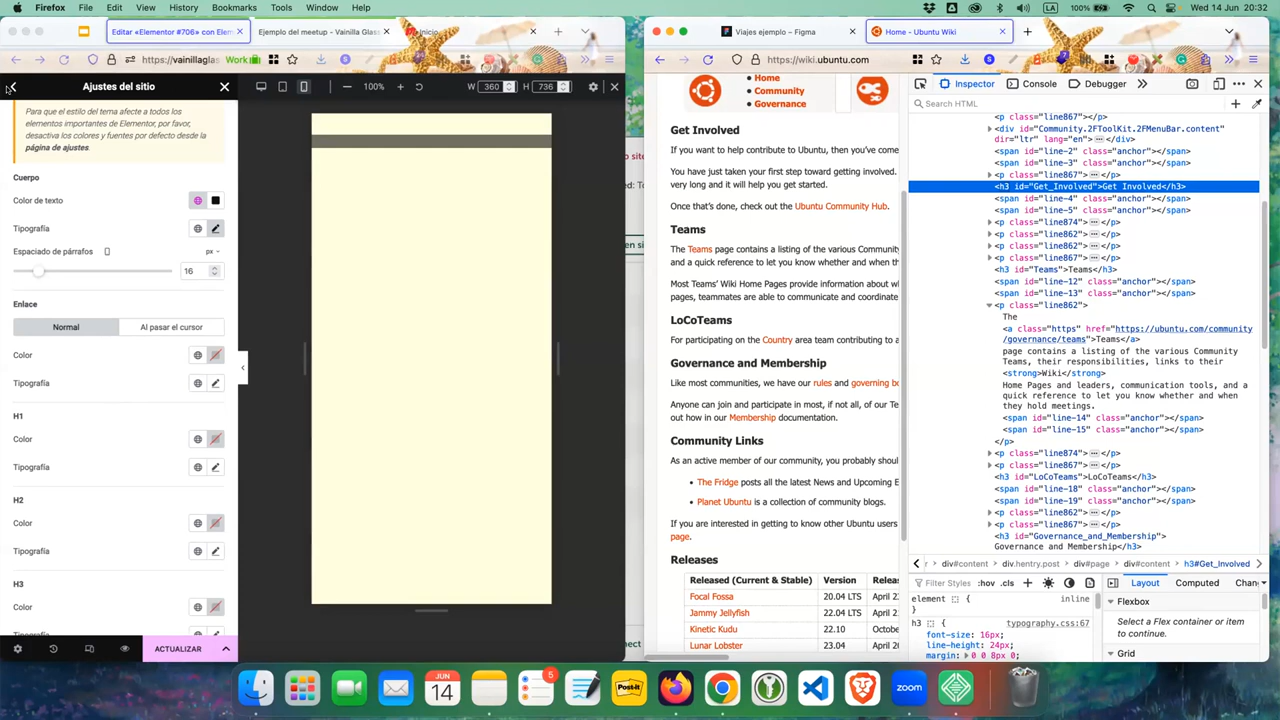 Firefox File Edit View History Bookmarks Tools Window Help
LA 100% Wed 14 Jun 20:32
Editar «Elementor #706» con Elem
Ejemplo del meetup - Vainilla Glass
Inicio
https://vainillaglas
Work
Ajustes del sitio
100% + W 360 H 736
Para que el estilo del tema afecte a todos los
elementos importantes de Elementor, por favor,
desactiva los colores y fuentes por defecto desde la
página de ajustes.
Cuerpo
Color de texto
Tipografía
Espaciado de párrafos px
16
Enlace
Normal Al pasar el cursor
Color
Tipografía
H1
Color
Tipografía
H2
Color
Tipografía
H3
Color
Tipografía
ACTUALIZAR
Viajes ejemplo – Figma
Home - Ubuntu Wiki
https://wiki.ubuntu.com
Home
Community
Governance
Get Involved
If you want to help contribute to Ubuntu, then you've come
You have just taken your first step toward getting involved.
very long and it will help you get started.
Once that's done, check out the Ubuntu Community Hub.
Teams
The Teams page contains a listing of the various Community
and a quick reference to let you know whether and when th
Most Teams' Wiki Home Pages provide information about w
pages, teammates are able to communicate and coordinate
LoCoTeams
For participating on the Country area team contributing to a
Governance and Membership
Like most communities, we have our rules and governing bo
Anyone can join and participate in most, if not all, of our Te
out how in our Membership documentation.
Community Links
As an active member of our community, you probably shoul
• The Fridge posts all the latest News and Upcoming E
• Planet Ubuntu is a collection of community blogs.
If you are interested in getting to know other Ubuntu users
page.
Releases
Released (Current & Stable) Version Releas
Focal Fossa 20.04 LTS April 2
Jammy Jellyfish 22.04 LTS April 21
Kinetic Kudu 22.10 Octobe
Lunar Lobster 23.04 April 2
Inspector Console Debugger
Search HTML
<p class="line867"></p>
<div id="Community.2FToolKit.2FMenuBar.content"
dir="ltr" lang="en"></div>
<span id="line-2" class="anchor"></span>
<span id="line-3" class="anchor"></span>
<p class="line867"></p>
<h3 id="Get_Involved">Get Involved</h3>
<span id="line-4" class="anchor"></span>
<span id="line-5" class="anchor"></span>
<p class="line874"></p>
<p class="line862"></p>
<p class="line862"></p>
<p class="line867"></p>
<h3 id="Teams">Teams</h3>
<span id="line-12" class="anchor"></span>
<span id="line-13" class="anchor"></span>
<p class="line862">
The
<a class="https" href="https://ubuntu.com/community
/governance/teams">Teams</a>
page contains a listing of the various Community
Teams, their responsibilities, links to their
<strong>Wiki</strong>
Home Pages and leaders, communication tools, and a
quick reference to let you know whether and when
they hold meetings.
<span id="line-14" class="anchor"></span>
<span id="line-15" class="anchor"></span>
</p>
<p class="line874"></p>
<p class="line867"></p>
<h3 id="LoCoTeams">LoCoTeams</h3>
<span id="line-18" class="anchor"></span>
<span id="line-19" class="anchor"></span>
<p class="line862"></p>
<p class="line867"></p>
<h3 id="Governance_and_Membership">
Governance and Membership</h3>
r div#content div.hentry.post div#page div#content h3#Get_Involved
Filter Styles :hov .cls + Layout Computed Chan
element { inline
}
h3 { typography.css:67
font-size: 16px;
line-height: 24px;
margin: 0 0 8px 0;
Flexbox
Select a Flex container or item
to continue.
Grid
JUN
14
5
Post-it
zoom